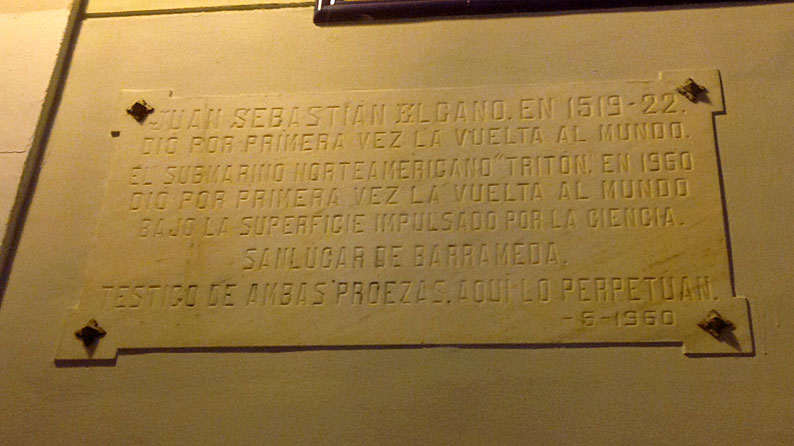 JUAN SEBASTIÁN ELCANO, EN 1519-22.
DIÓ POR PRIMERA VEZ LA VUELTA AL MUNDO.
EL SUBMARINO NORTEAMERICANO "TRITÓN", EN 1960
DIÓ POR PRIMERA VEZ LA VUELTA AL MUNDO
BAJO LA SUPERFICIE IMPULSADO POR LA CIENCIA.
SANLÚCAR DE BARRAMEDA.
TESTIGO DE AMBAS PROEZAS, AQUÍ LO PERPETÚAN.
-5-1960